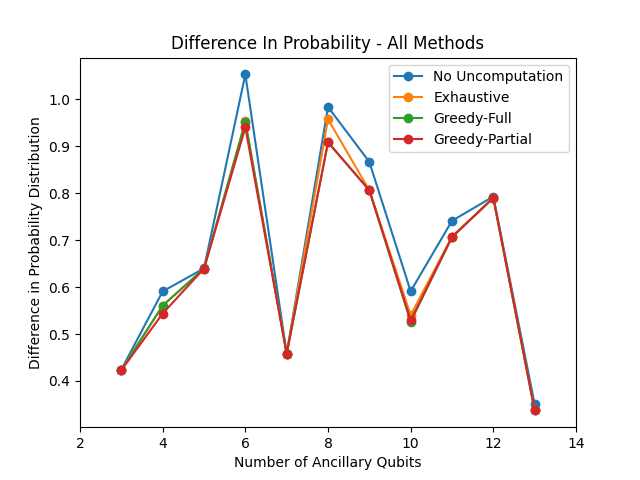 Difference In Probability - All Methods
No Uncomputation
Exhaustive
Greedy-Full
Greedy-Partial
Difference in Probability Distribution
1.0
0.9
0.8
0.7
0.6
0.5
0.4
2 4 6 8 10 12 14
Number of Ancillary Qubits